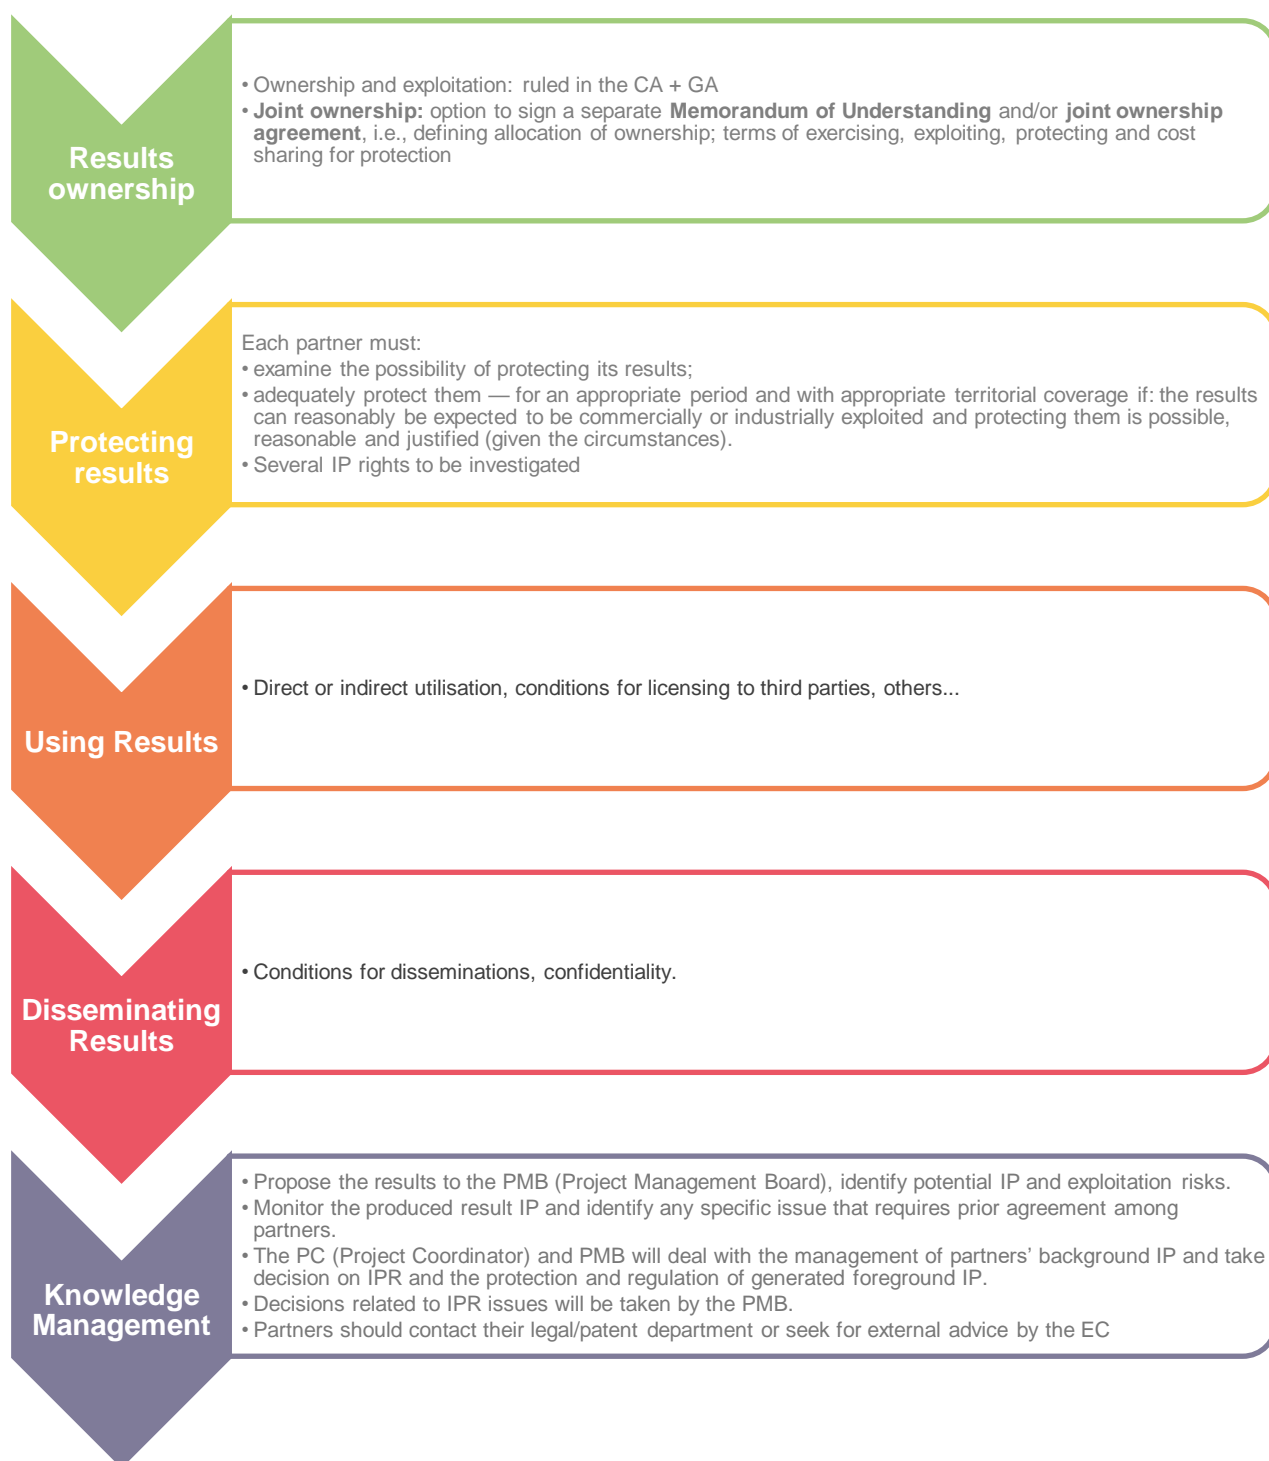 Results
ownership
• Ownership and exploitation: ruled in the CA + GA
• Joint ownership: option to sign a separate Memorandum of Understanding and/or joint ownership
agreement, i.e., defining allocation of ownership; terms of exercising, exploiting, protecting and cost
sharing for protection
Protecting
results
Each partner must:
• examine the possibility of protecting its results;
• adequately protect them — for an appropriate period and with appropriate territorial coverage if: the results
can reasonably be expected to be commercially or industrially exploited and protecting them is possible,
reasonable and justified (given the circumstances).
• Several IP rights to be investigated
Using Results
• Direct or indirect utilisation, conditions for licensing to third parties, others...
Disseminating
Results
• Conditions for disseminations, confidentiality.
Knowledge
Management
• Propose the results to the PMB (Project Management Board), identify potential IP and exploitation risks.
• Monitor the produced result IP and identify any specific issue that requires prior agreement among
partners.
• The PC (Project Coordinator) and PMB will deal with the management of partners’ background IP and take
decision on IPR and the protection and regulation of generated foreground IP.
• Decisions related to IPR issues will be taken by the PMB.
• Partners should contact their legal/patent department or seek for external advice by the EC